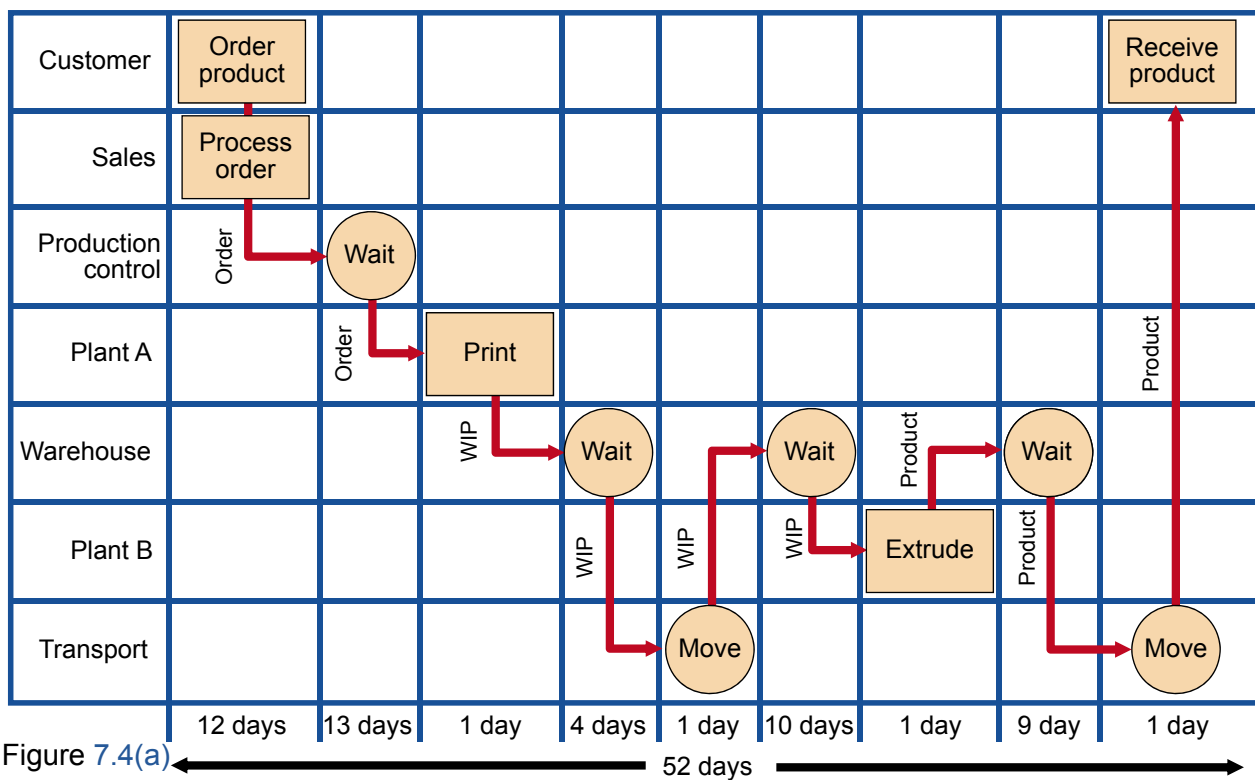 Customer
Order
product
Receive
product
Sales
Process
order
Production
control
Order
Wait
Plant A
Order
Print
Product
Warehouse
WIP
Wait
Wait
Product
Wait
Plant B
WIP
WIP
WIP
Extrude
Product
Transport
Move
Move
12 days
13 days
1 day
4 days
1 day
10 days
1 day
9 day
1 day
Figure 7.4(a)
52 days